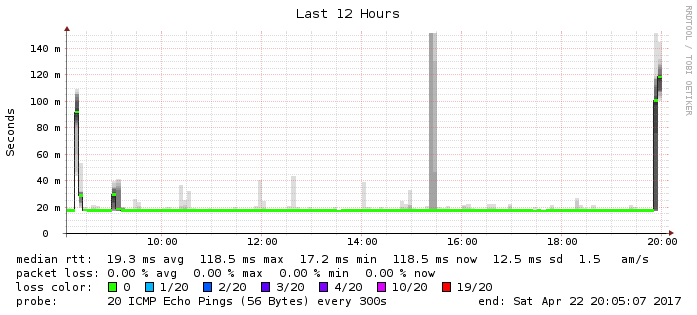 Last 12 Hours
RRDTOOL / TOBI OETIKER
Seconds
140 m
120 m
100 m
80 m
60 m
40 m
20 m
0
10:00 12:00 14:00 16:00 18:00 20:00
median rtt: 19.3 ms avg 118.5 ms max 17.2 ms min 118.5 ms now 12.5 ms sd 1.5 am/s
packet loss: 0.00 % avg 0.00 % max 0.00 % min 0.00 % now
loss color: 0 1/20 2/20 3/20 4/20 10/20 19/20
probe: 20 ICMP Echo Pings (56 Bytes) every 300s end: Sat Apr 22 20:05:07 2017